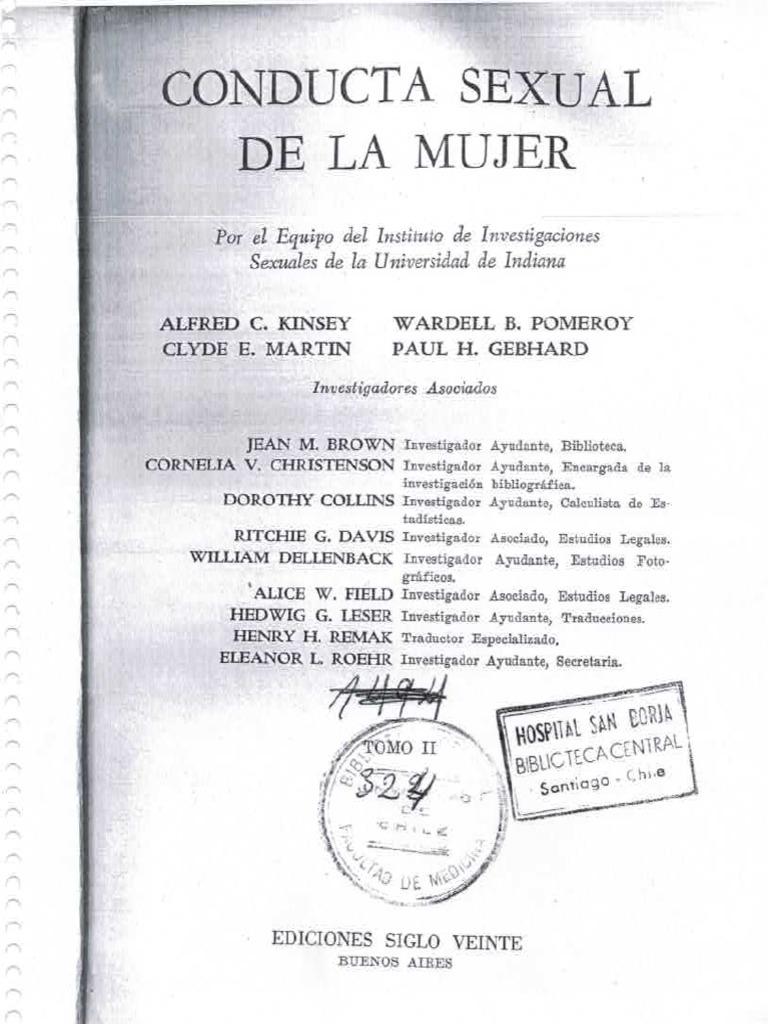 CONDUCTA SEXUAL
DE LA MUJER
Por el Equipo del Instituto de Investigaciones
Sexuales de la Universidad de Indiana
ALFRED C. KINSEY WARDELL B. POMEROY
CLYDE E. MARTIN PAUL H. GEBHARD
Investigadores Asociados
JEAN M. BROWN Investigador Ayudante, Biblioteca.
CORNELIA V. CHRISTENSON Investigador Ayudante, Encargada de la
investigación bibliográfica.
DOROTHY COLLINS Investigador Ayudante, Calculista de Es-
tadísticas.
RITCHIE G. DAVIS Investigador Asociado, Estudios Legales.
WILLIAM DELLENBACK Investigador Ayudante, Estudios Foto-
gráficos.
ALICE W. FIELD Investigador Asociado, Estudios Legales.
HEDWIG G. LESER Investigador Ayudante, Traducciones.
HENRY H. REMAK Traductor Especializado.
ELEANOR L. ROEHR Investigador Ayudante, Secretaria.
TOMO II
324
DE
CHILE
FACULTAD DE MEDICINA
HOSPITAL SAN BORJA
BIBLIOTECA CENTRAL
Santiago - Chile
EDICIONES SIGLO VEINTE
BUENOS AIRES